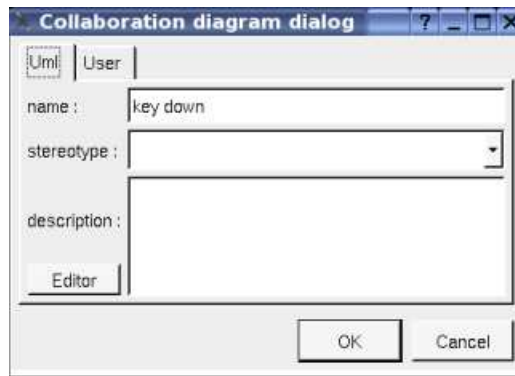 Collaboration diagram dialog ? _ X
Uml User
name : key down
stereotype :
description :
Editor
OK Cancel